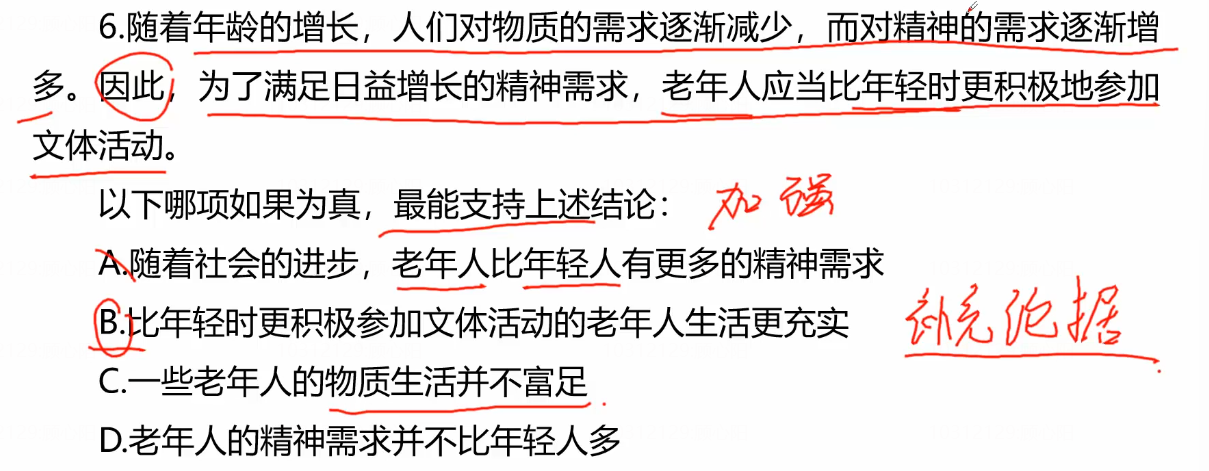 6.随着年龄的增长，人们对物质的需求逐渐减少，而对精神的需求逐渐增
多。因此，为了满足日益增长的精神需求，老年人应当比年轻时更积极地参加
文体活动。
以下哪项如果为真，最能支持上述结论： 加强
A.随着社会的进步，老年人比年轻人有更多的精神需求
B.比年轻时更积极参加文体活动的老年人生活更充实 补充论据
C.一些老年人的物质生活并不富足
D.老年人的精神需求并不比年轻人多